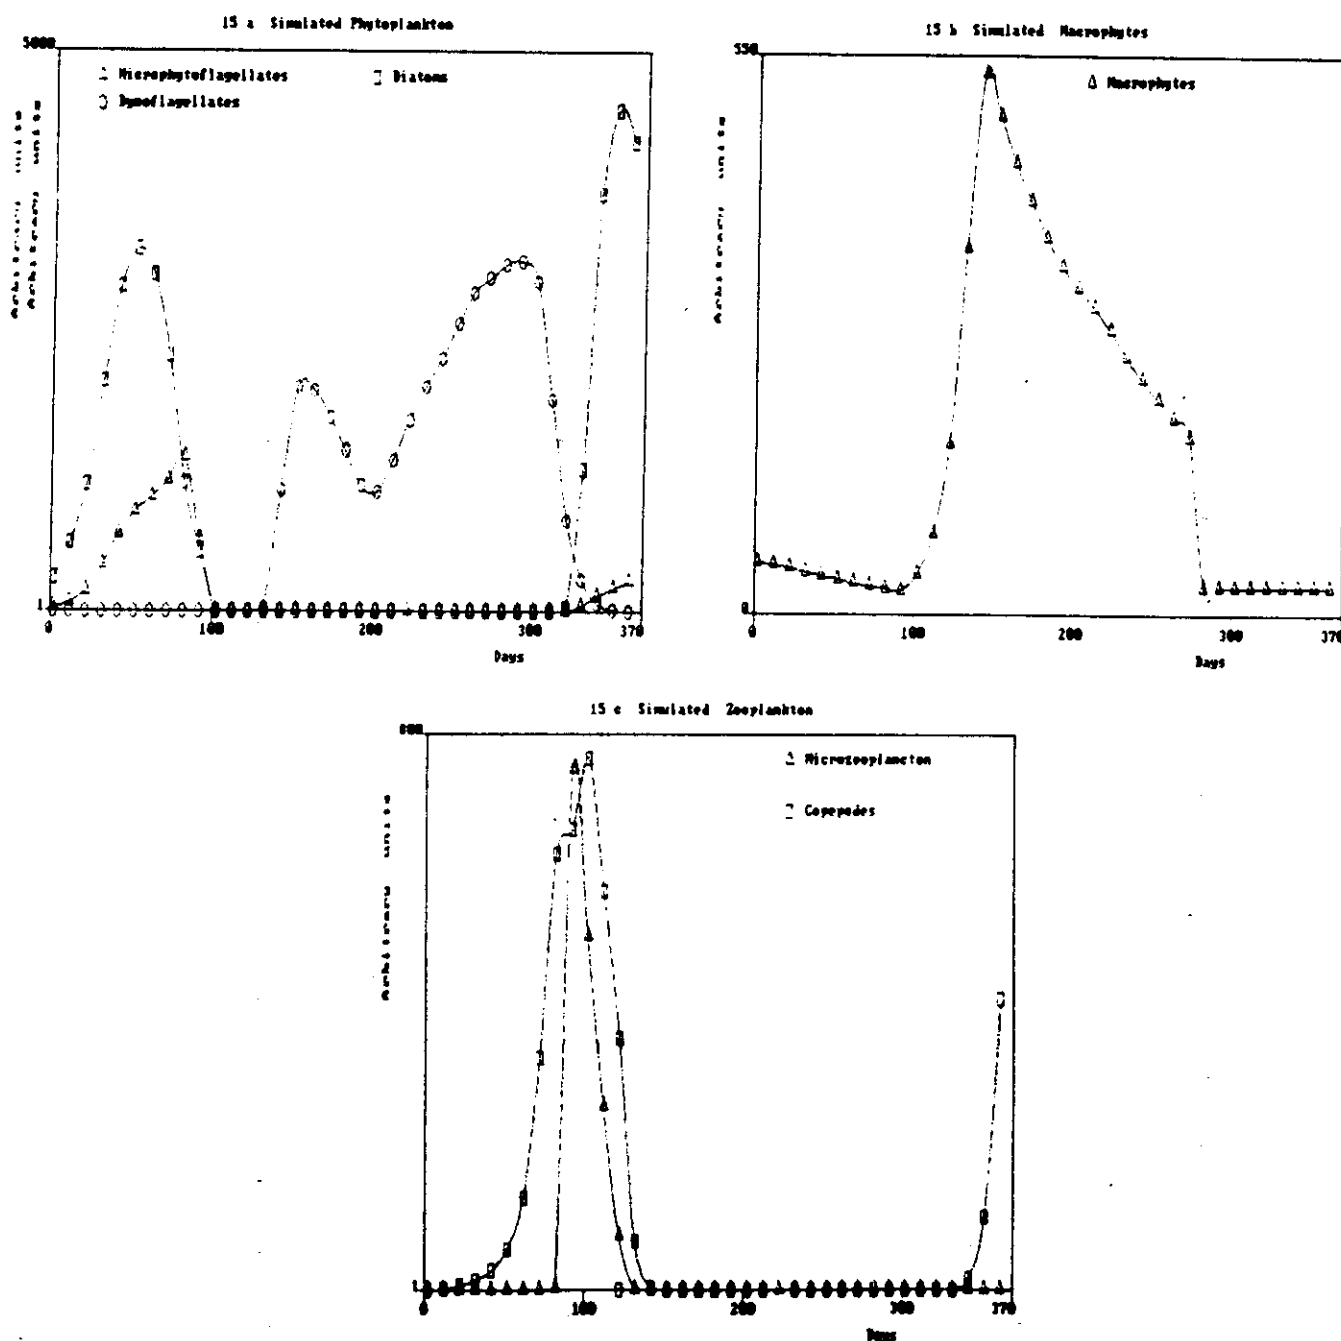 15 a Simulated Phytoplankton
5000
Microphytoflagellates
Diatoms
Dynoflagellates
1
0
100
200
300
370
Days
15 b Simulated Macrophytes
550
Macrophytes
0
0
100
200
300
370
Days
15 c Simulated Zooplankton
800
Microzooplancton
Copepodes
1
0
100
200
300
370
Days